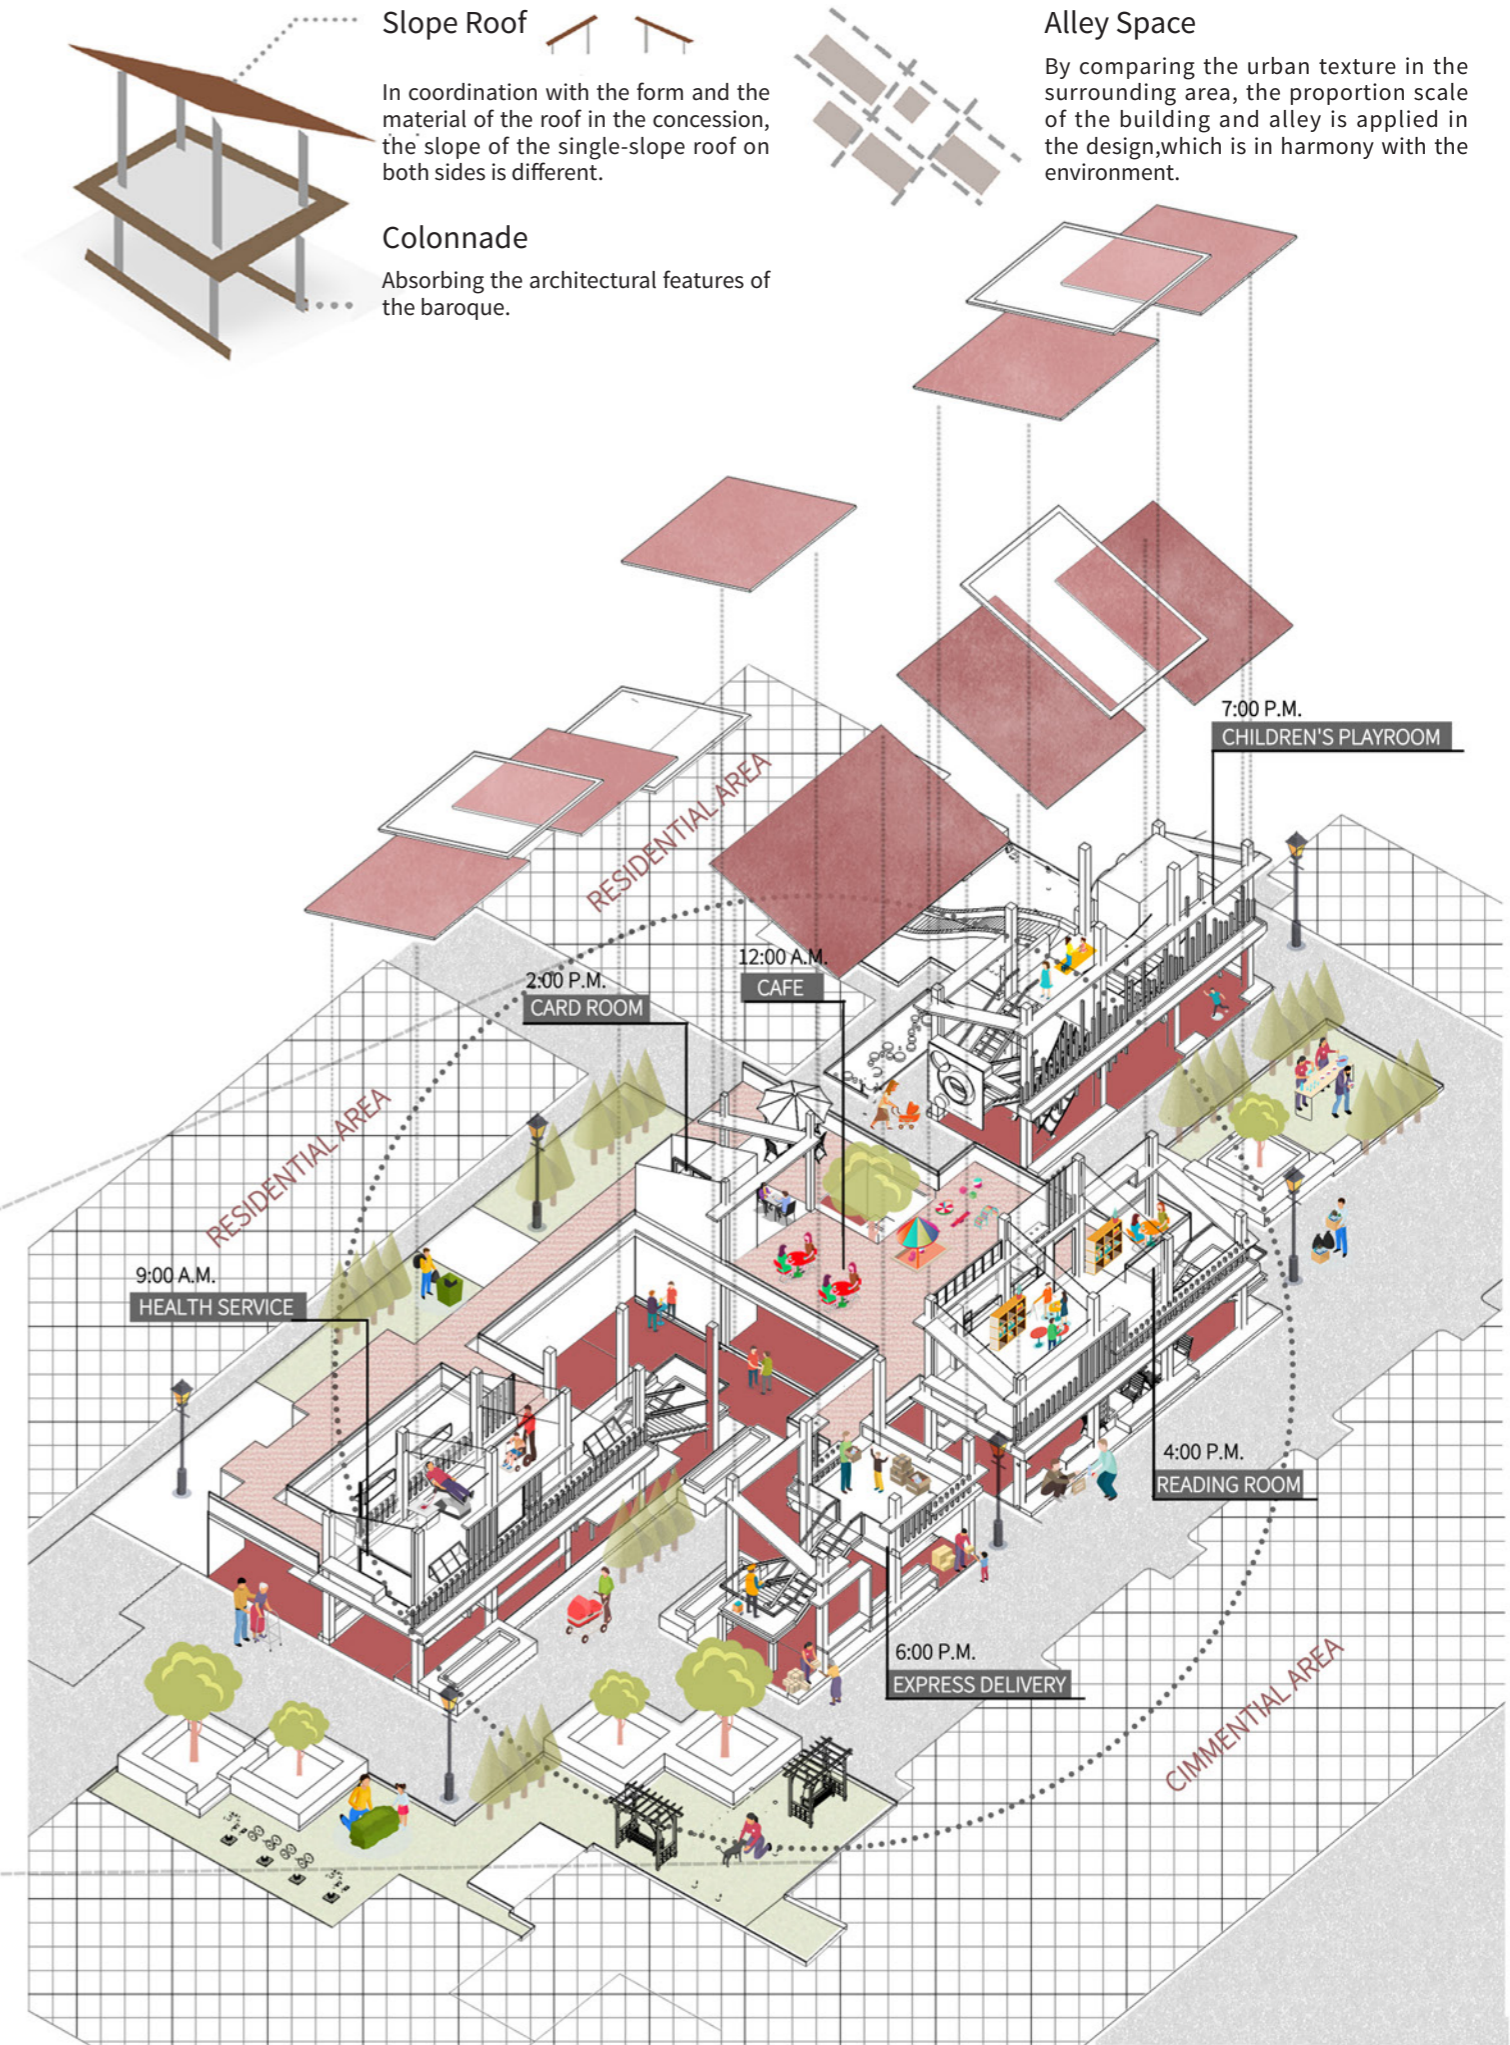 Slope Roof
In coordination with the form and the
material of the roof in the concession,
the slope of the single-slope roof on
both sides is different.
Colonnade
Absorbing the architectural features of
the baroque.
Alley Space
By comparing the urban texture in the
surrounding area, the proportion scale
of the building and alley is applied in
the design,which is in harmony with the
environment.
7:00 P.M.
CHILDREN'S PLAYROOM
RESIDENTIAL AREA
12:00 A.M.
CAFE
2:00 P.M.
CARD ROOM
RESIDENTIAL AREA
9:00 A.M.
HEALTH SERVICE
4:00 P.M.
READING ROOM
6:00 P.M.
EXPRESS DELIVERY
CIMMENTIAL AREA